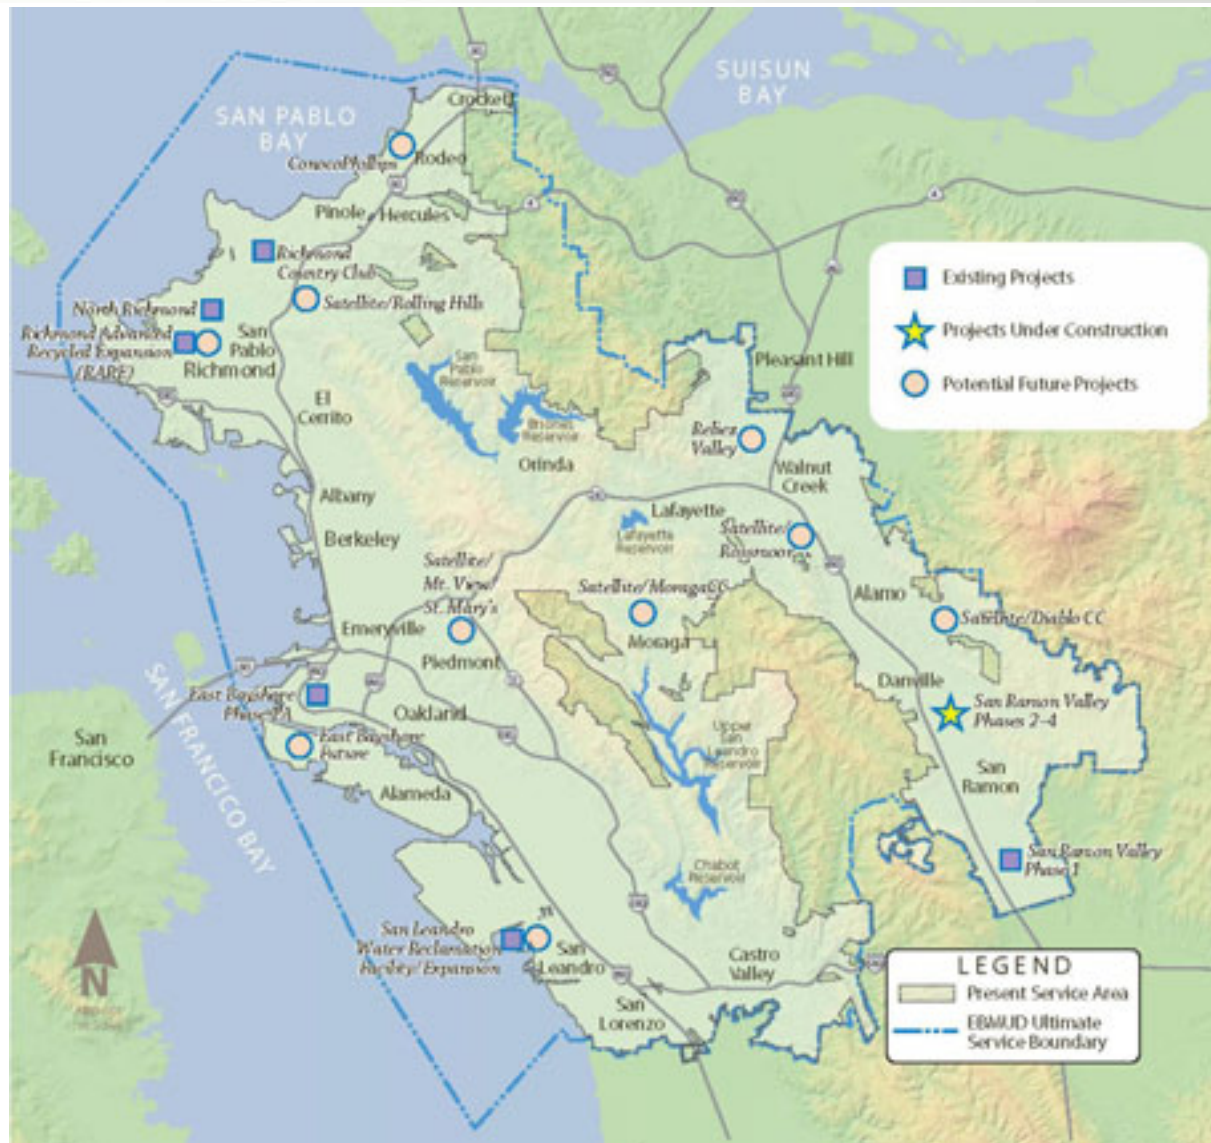 SUISUN
BAY
SAN PABLO
BAY
Crockett
ConocoPhillips
Rodeo
Pinole
Hercules
Richmond
Country Club
Satellite/Rolling Hills
North Richmond
Richmond Advanced
Recycled Expansion
(RARE)
San
Pablo
Richmond
El
Cerrito
San
Pablo
Reservoir
Briones
Reservoir
Orinda
Pleasant Hill
Reliez
Valley
Walnut
Creek
Albany
Berkeley
Lafayette
Lafayette
Reservoir
Satellite/
Rossmoor
Satellite/
Mt. View/
St. Mary's
Satellite/MoragaCC
Moraga
Alamo
Satellite/Diablo CC
Emeryville
Piedmont
Danville
San Ramon Valley
Phases 2-4
East Bayshore
Phase 1A
Oakland
East Bayshore
Future
Alameda
San
Francisco
SAN FRANCICO BAY
Upper
San
Leandro
Reservoir
San
Ramon
San Ramon Valley
Phase 1
Chabot
Reservoir
San Leandro
Water Reclamation
Facility/Expansion
San
Leandro
Castro
Valley
San
Lorenzo
N
Existing Projects
Projects Under Construction
Potential Future Projects
LEGEND
Present Service Area
EBMUD Ultimate
Service Boundary